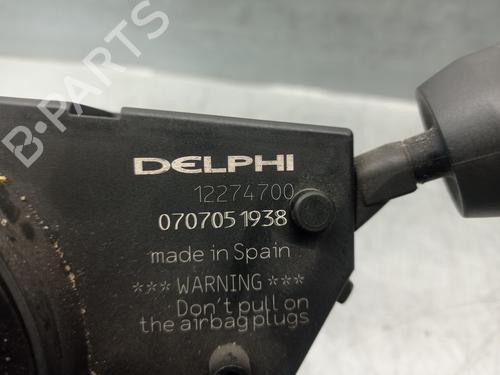 B-PARTS
DELPHI
12274700
0707051938
made in Spain
*** WARNING ***
Don't pull on
the airbag plugs